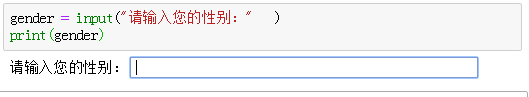 gender = input("请输入您的性别："   )
print(gender)
请输入您的性别：